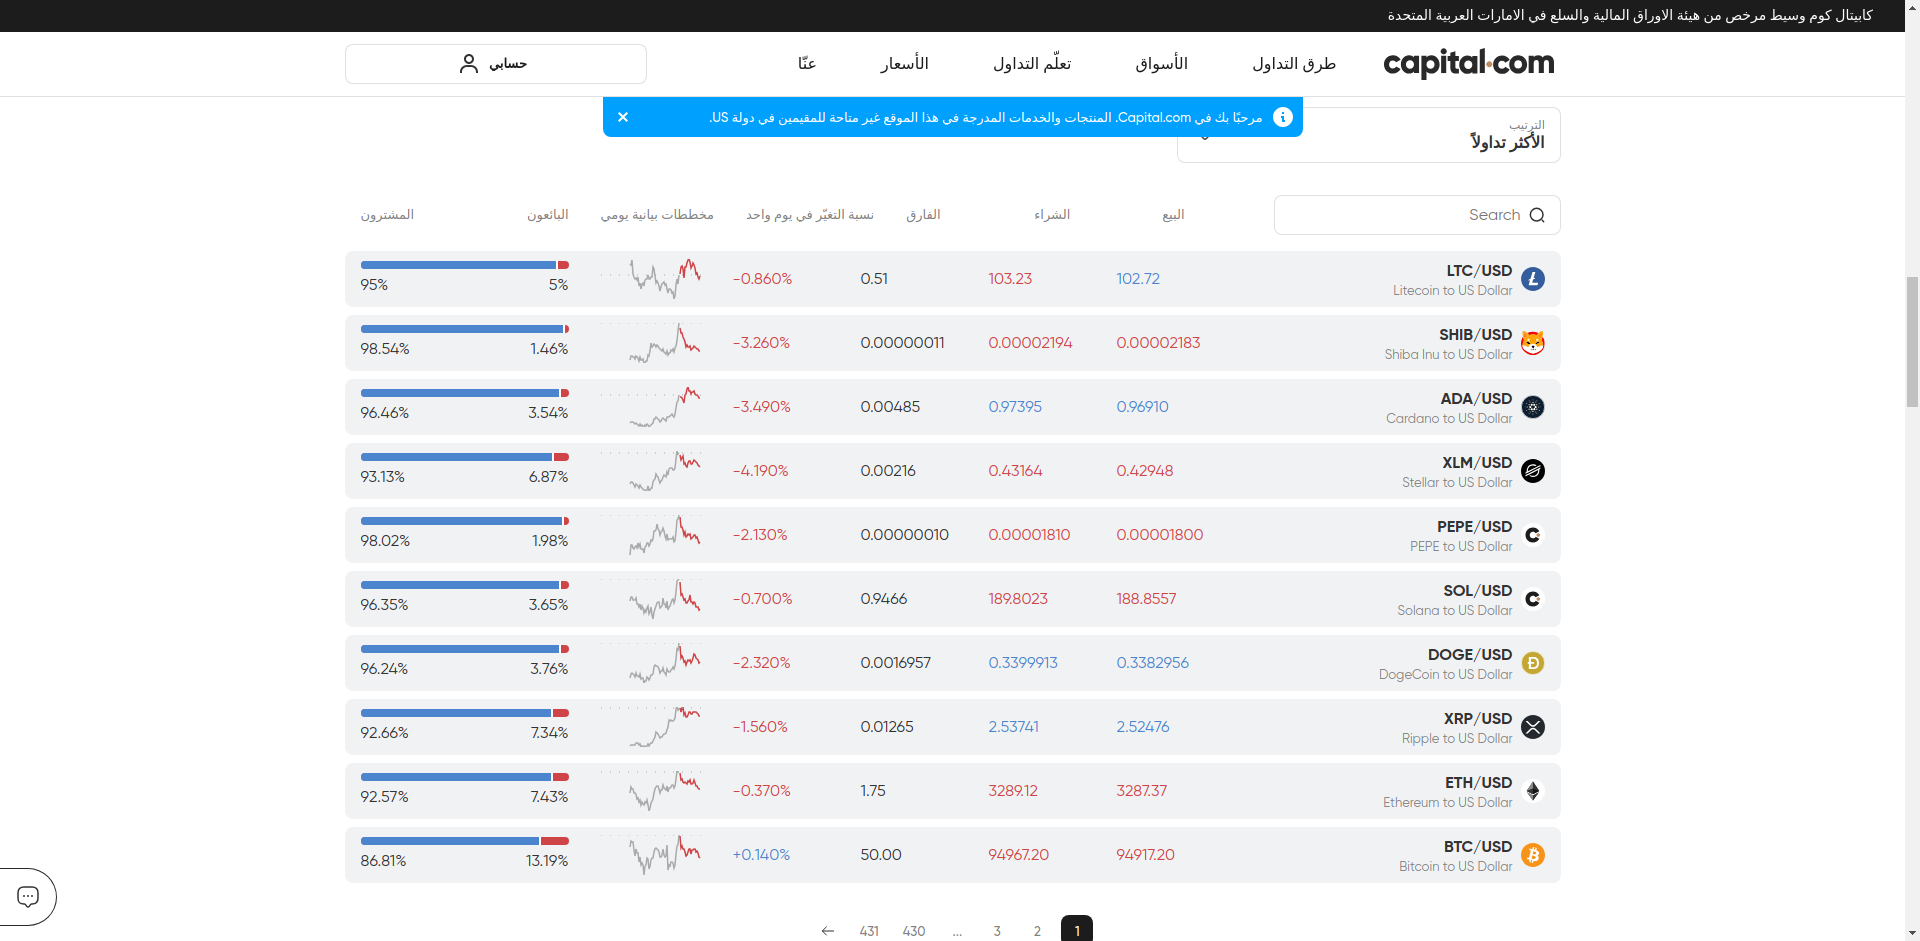 كابيتال كوم وسيط مرخص من هيئة الاوراق المالية والسلع في الامارات العربية المتحدة
capital.com
طرق التداول
الأسواق
تعلّم التداول
الأسعار
عنّا
حسابي
مرحبًا بك في Capital.com. المنتجات والخدمات المدرجة في هذا الموقع غير متاحة للمقيمين في دولة US.
الترتيب
الأكثر تداولاً
Search
البيع
الشراء
الفارق
نسبة التغيّر في يوم واحد
مخططات بيانية يومي
البائعون
المشترون
LTC/USD
Litecoin to US Dollar
102.72
103.23
0.51
-0.860%
5%
95%
SHIB/USD
Shiba Inu to US Dollar
0.00002183
0.00002194
0.00000011
-3.260%
1.46%
98.54%
ADA/USD
Cardano to US Dollar
0.96910
0.97395
0.00485
-3.490%
3.54%
96.46%
XLM/USD
Stellar to US Dollar
0.42948
0.43164
0.00216
-4.190%
6.87%
93.13%
PEPE/USD
PEPE to US Dollar
0.00001800
0.00001810
0.00000010
-2.130%
1.98%
98.02%
SOL/USD
Solana to US Dollar
188.8557
189.8023
0.9466
-0.700%
3.65%
96.35%
DOGE/USD
DogeCoin to US Dollar
0.3382956
0.3399913
0.0016957
-2.320%
3.76%
96.24%
XRP/USD
Ripple to US Dollar
2.52476
2.53741
0.01265
-1.560%
7.34%
92.66%
ETH/USD
Ethereum to US Dollar
3287.37
3289.12
1.75
-0.370%
7.43%
92.57%
BTC/USD
Bitcoin to US Dollar
94917.20
94967.20
50.00
+0.140%
13.19%
86.81%
1
2
3
...
430
431